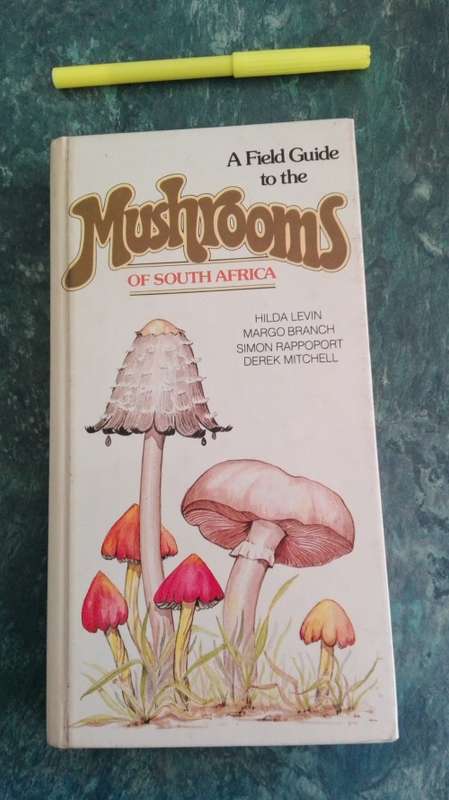 A Field Guide
to the
Mushrooms
OF SOUTH AFRICA
HILDA LEVIN
MARGO BRANCH
SIMON RAPPOPORT
DEREK MITCHELL